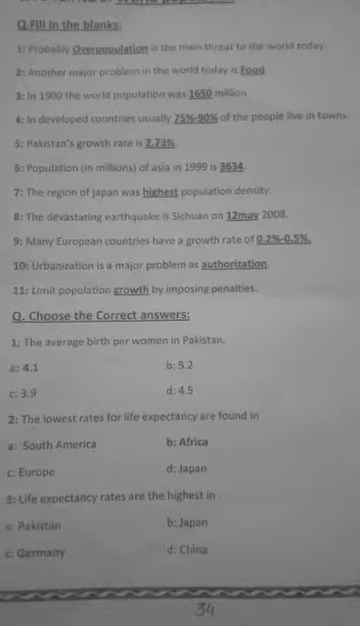 Q.Fill in the blanks:
1: Probably Overpopulation is the main threat to the world today.
2: Another major problem in the world today is Food.
3: In 1900 the world population was 1650 million.
4: In developed countries usually 75%-90% of the people live in towns.
5: Pakistan's growth rate is 2.23%.
6: Population (in millions) of asia in 1999 is 3634.
7: The region of japan was highest population density.
8: The devastating earthquake is Sichuan on 12may 2008.
9: Many European countries have a growth rate of 0.2%-0.5%.
10: Urbanization is a major problem as authorization.
11: Limit population growth by imposing penalties.
Q. Choose the Correct answers:
1: The average birth per women in Pakistan.
a: 4.1 b: 5.2
c: 3.9 d: 4.5
2: The lowest rates for life expectancy are found in
a: South America b: Africa
c: Europe d: Japan
3: Life expectancy rates are the highest in .
a: Pakistan b: Japan
c: Germany d: China
34